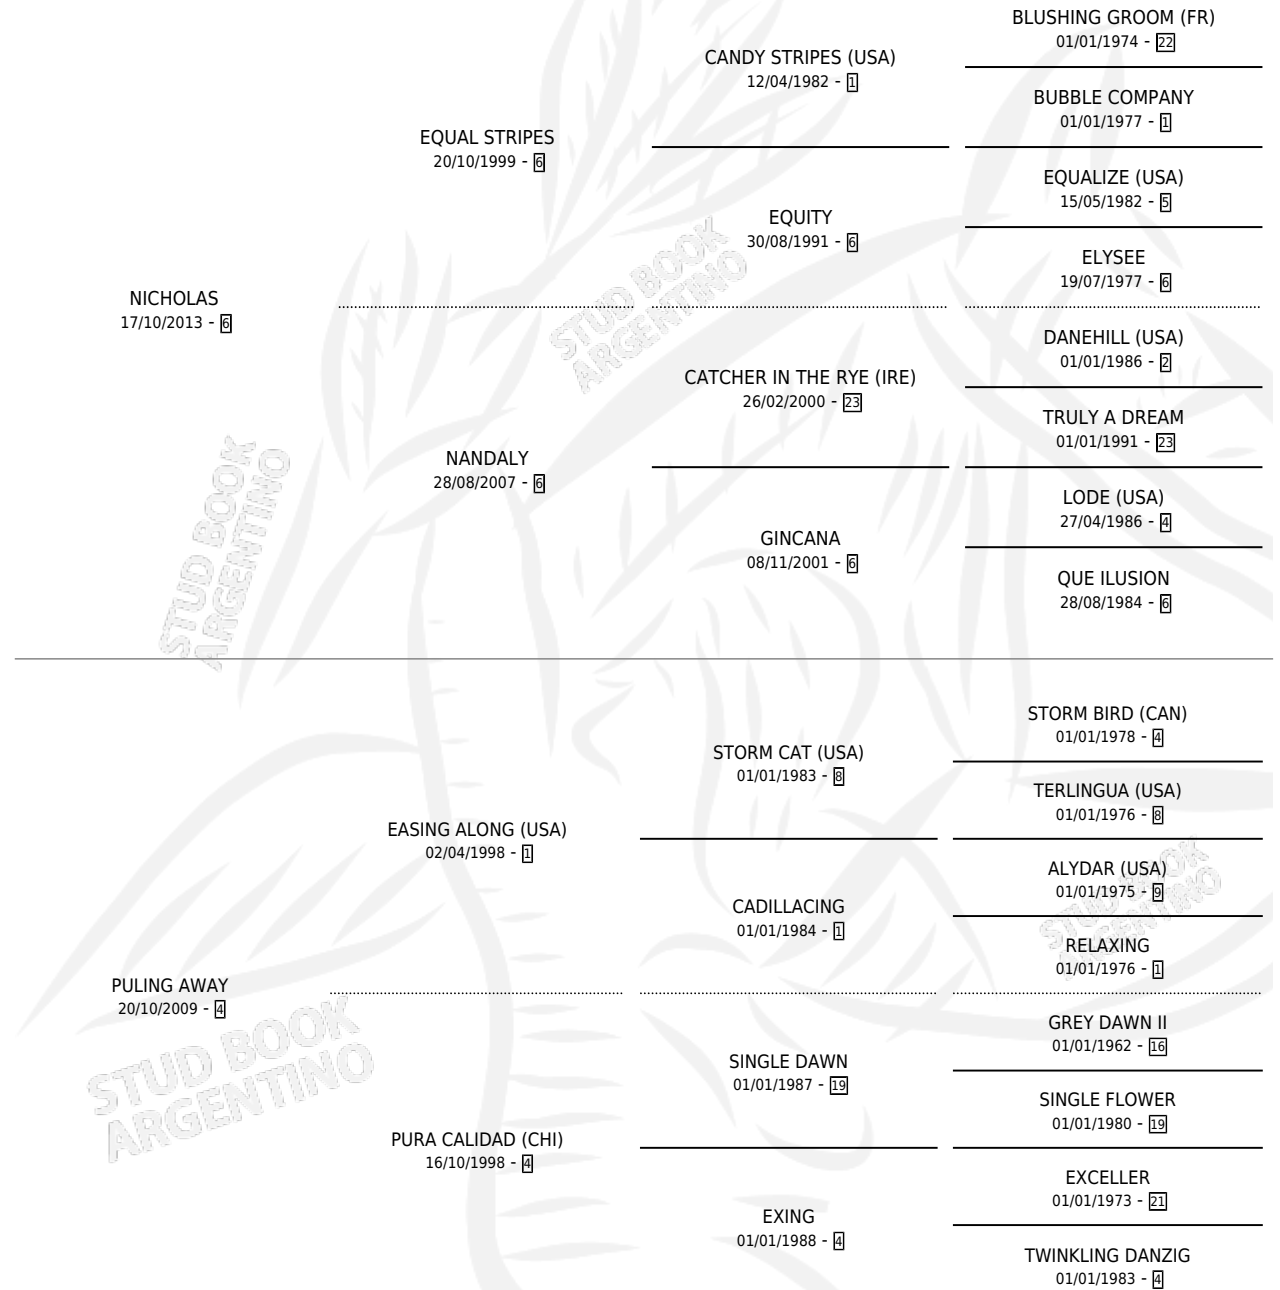 BLUSHING GROOM (FR)
01/01/1974 - 22
CANDY STRIPES (USA)
12/04/1982 - 1
BUBBLE COMPANY
01/01/1977 - 1
EQUAL STRIPES
20/10/1999 - 6
EQUALIZE (USA)
15/05/1982 - 5
EQUITY
30/08/1991 - 6
ELYSEE
19/07/1977 - 6
NICHOLAS
17/10/2013 - 6
DANEHILL (USA)
01/01/1986 - 2
CATCHER IN THE RYE (IRE)
26/02/2000 - 23
TRULY A DREAM
01/01/1991 - 23
NANDALY
28/08/2007 - 6
LODE (USA)
27/04/1986 - 4
GINCANA
08/11/2001 - 6
QUE ILUSION
28/08/1984 - 6
STORM BIRD (CAN)
01/01/1978 - 4
STORM CAT (USA)
01/01/1983 - 8
TERLINGUA (USA)
01/01/1976 - 8
EASING ALONG (USA)
02/04/1998 - 1
ALYDAR (USA)
01/01/1975 - 9
CADILLACING
01/01/1984 - 1
RELAXING
01/01/1976 - 1
PULING AWAY
20/10/2009 - 4
GREY DAWN II
01/01/1962 - 16
SINGLE DAWN
01/01/1987 - 19
SINGLE FLOWER
01/01/1980 - 19
PURA CALIDAD (CHI)
16/10/1998 - 4
EXCELLER
01/01/1973 - 21
EXING
01/01/1988 - 4
TWINKLING DANZIG
01/01/1983 - 4
STUD BOOK
ARGENTINO
STUD BOOK
ARGENTINO
STUD BOOK
ARGENTINO
STUD BOOK
ARGENTINO